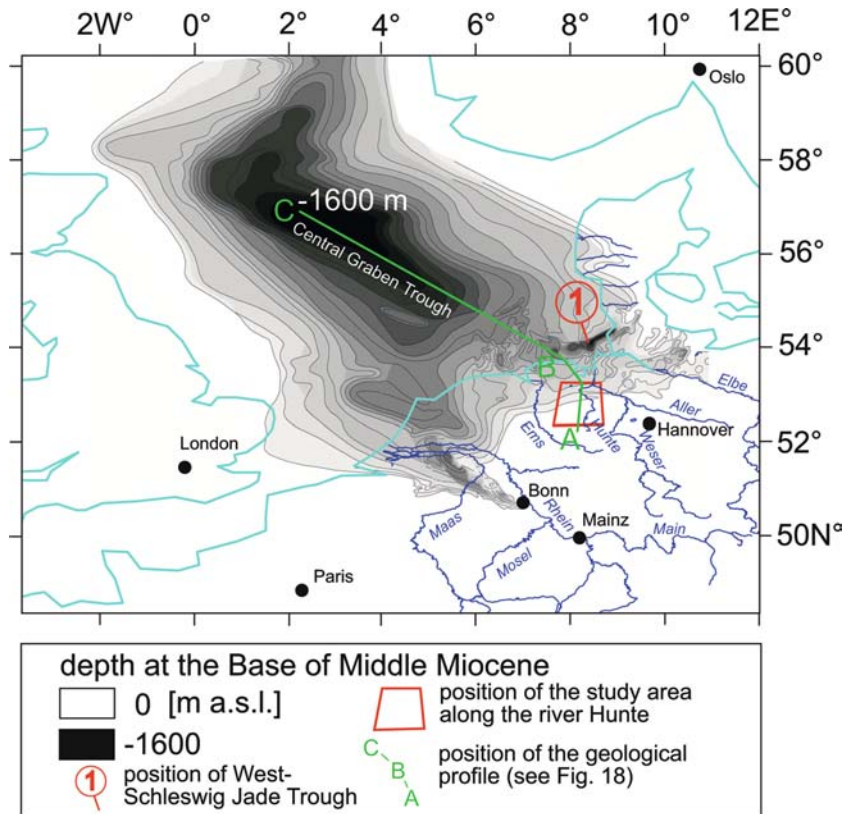 2W° 0° 2° 4° 6° 8° 10° 12°E
60°
Oslo
58°
C -1600 m
Central Graben Trough
56°
1
54°
B
Elbe
Aller
London
Ems
Hunte
Weser
Hannover
52°
A
Bonn
Maas
Rhein
Mainz
Main
50N°
Mosel
Paris
depth at the Base of Middle Miocene
0 [m a.s.l.]
-1600
1 position of West-
Schleswig Jade Trough
position of the study area
along the river Hunte
C
B
A
position of the geological
profile (see Fig. 18)